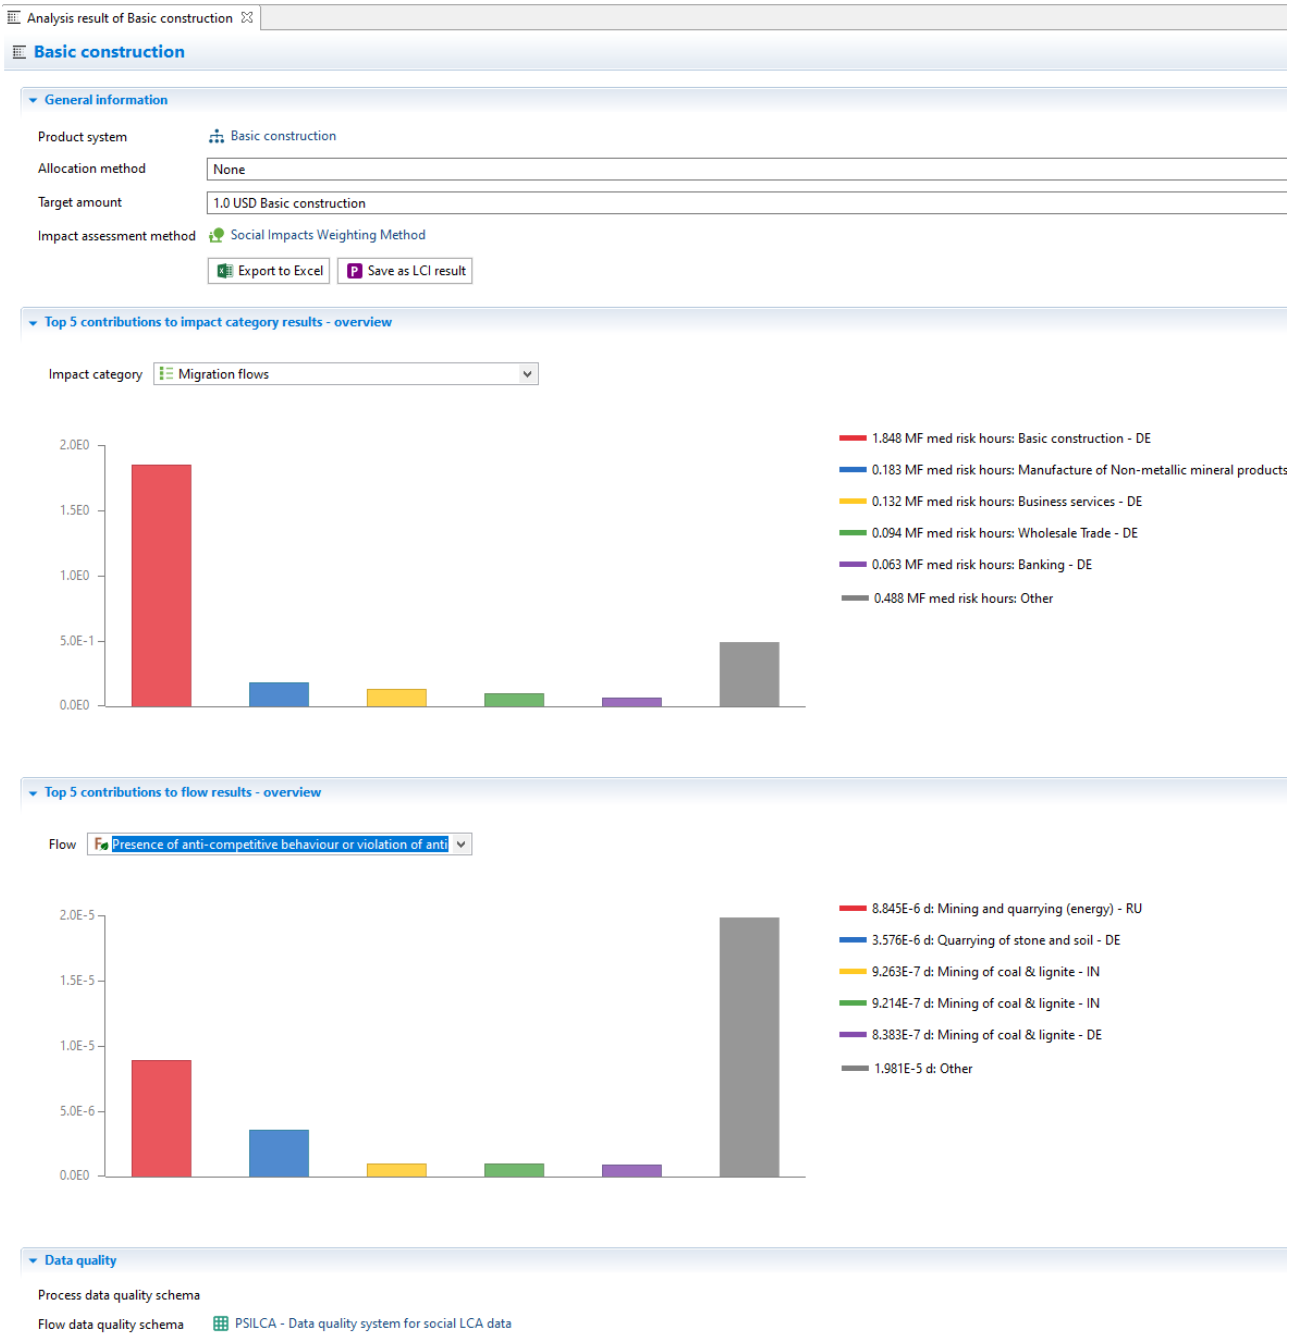 Analysis result of Basic construction
Basic construction
General information
Product system Basic construction
Allocation method None
Target amount 1.0 USD Basic construction
Impact assessment method Social Impacts Weighting Method
Export to Excel P Save as LCI result
Top 5 contributions to impact category results - overview
Impact category Migration flows
2.0E0
1.5E0
1.0E0
5.0E-1
0.0E0
1.848 MF med risk hours: Basic construction - DE
0.183 MF med risk hours: Manufacture of Non-metallic mineral products
0.132 MF med risk hours: Business services - DE
0.094 MF med risk hours: Wholesale Trade - DE
0.063 MF med risk hours: Banking - DE
0.488 MF med risk hours: Other
Top 5 contributions to flow results - overview
Flow Presence of anti-competitive behaviour or violation of anti
2.0E-5
1.5E-5
1.0E-5
5.0E-6
0.0E0
8.845E-6 d: Mining and quarrying (energy) - RU
3.576E-6 d: Quarrying of stone and soil - DE
9.263E-7 d: Mining of coal & lignite - IN
9.214E-7 d: Mining of coal & lignite - IN
8.383E-7 d: Mining of coal & lignite - DE
1.981E-5 d: Other
Data quality
Process data quality schema
Flow data quality schema PSILCA - Data quality system for social LCA data